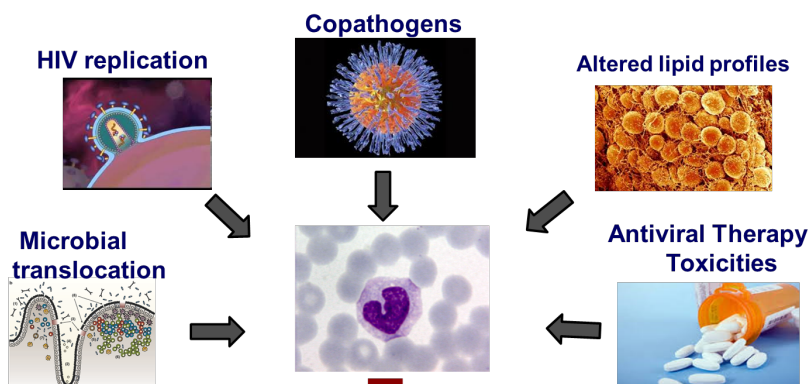 Copathogens
HIV replication
Altered lipid profiles
Microbial
translocation
Antiviral Therapy
Toxicities